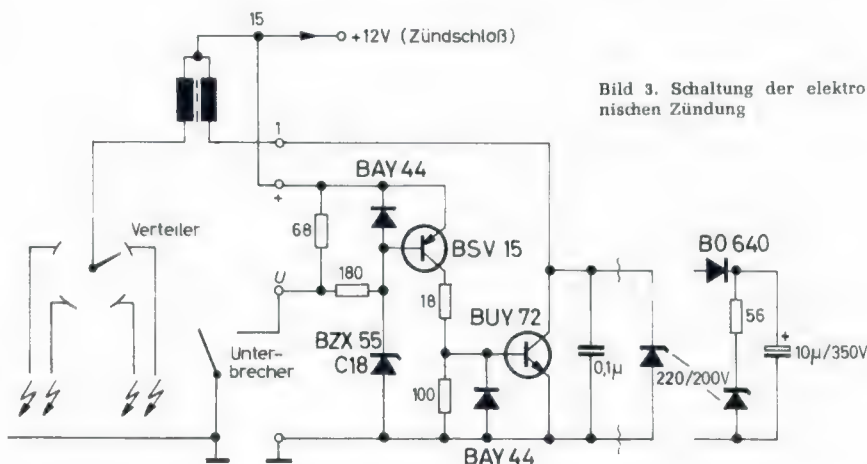 15
+12V (Zündschloß)
Bild 3. Schaltung der elektro
nischen Zündung
1
BAY 44
+
Verteiler
68
BSV 15
BO 640
U
180
18
56
BUY 72
+
BZX 55
C18
Unter-
brecher
0,1µ
220/200V
10µ/350V
100
BAY 44